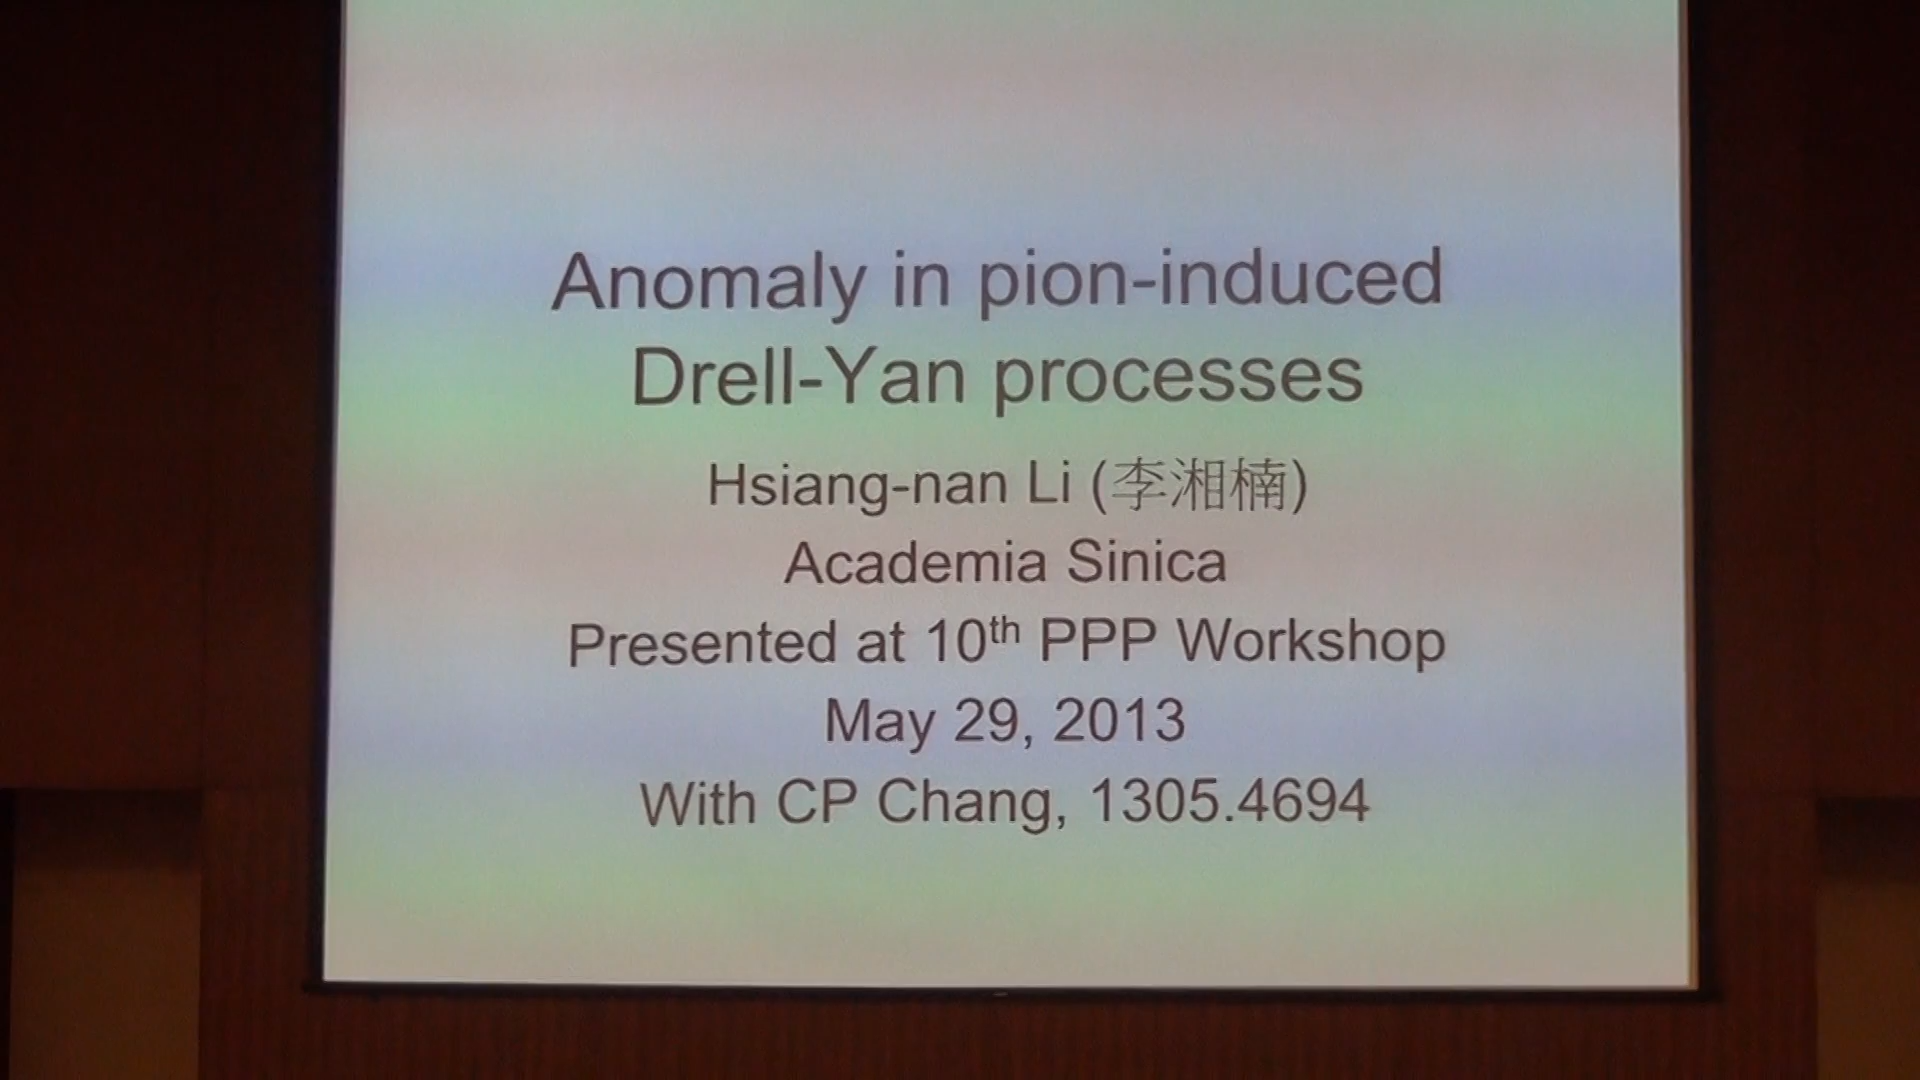 Anomaly in pion-induced
Drell-Yan processes
Hsiang-nan Li (李湘楠)
Academia Sinica
Presented at 10th PPP Workshop
May 29, 2013
With CP Chang, 1305.4694